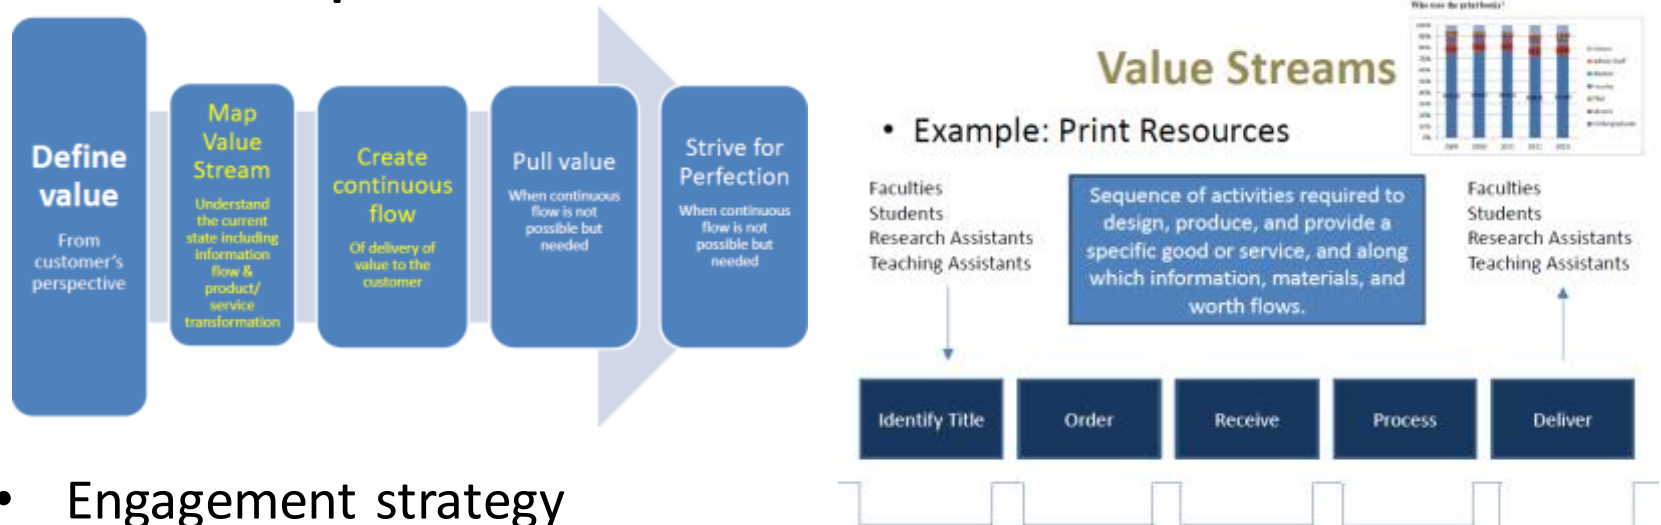 Define
value
From
customer's
perspective
Map
Value
Stream
Understand
the current
state including
information
flow &
product/
service
transformation
Create
continuous
flow
Of delivery of
value to the
customer
Pull value
When continuous
flow is not
possible but
needed
Strive for
Perfection
When continuous
flow is not
possible but
needed
• Engagement strategy
Who uses the print books?
Value Streams
• Example: Print Resources
Faculties
Students
Research Assistants
Teaching Assistants
Sequence of activities required to
design, produce, and provide a
specific good or service, and along
which information, materials, and
worth flows.
Faculties
Students
Research Assistants
Teaching Assistants
Identify Title
Order
Receive
Process
Deliver